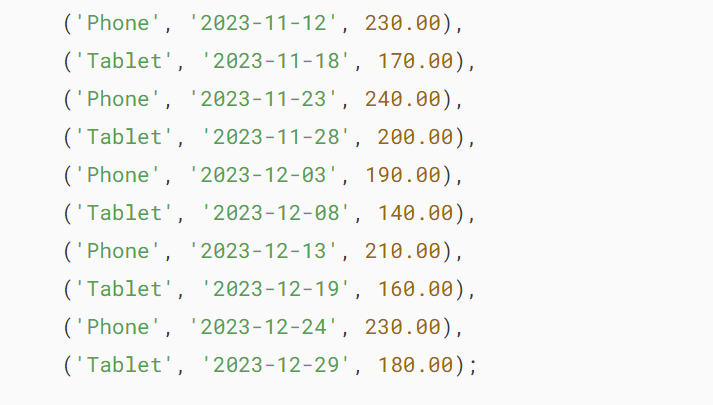 ('Phone', '2023-11-12', 230.00),
('Tablet', '2023-11-18', 170.00),
('Phone', '2023-11-23', 240.00),
('Tablet', '2023-11-28', 200.00),
('Phone', '2023-12-03', 190.00),
('Tablet', '2023-12-08', 140.00),
('Phone', '2023-12-13', 210.00),
('Tablet', '2023-12-19', 160.00),
('Phone', '2023-12-24', 230.00),
('Tablet', '2023-12-29', 180.00);